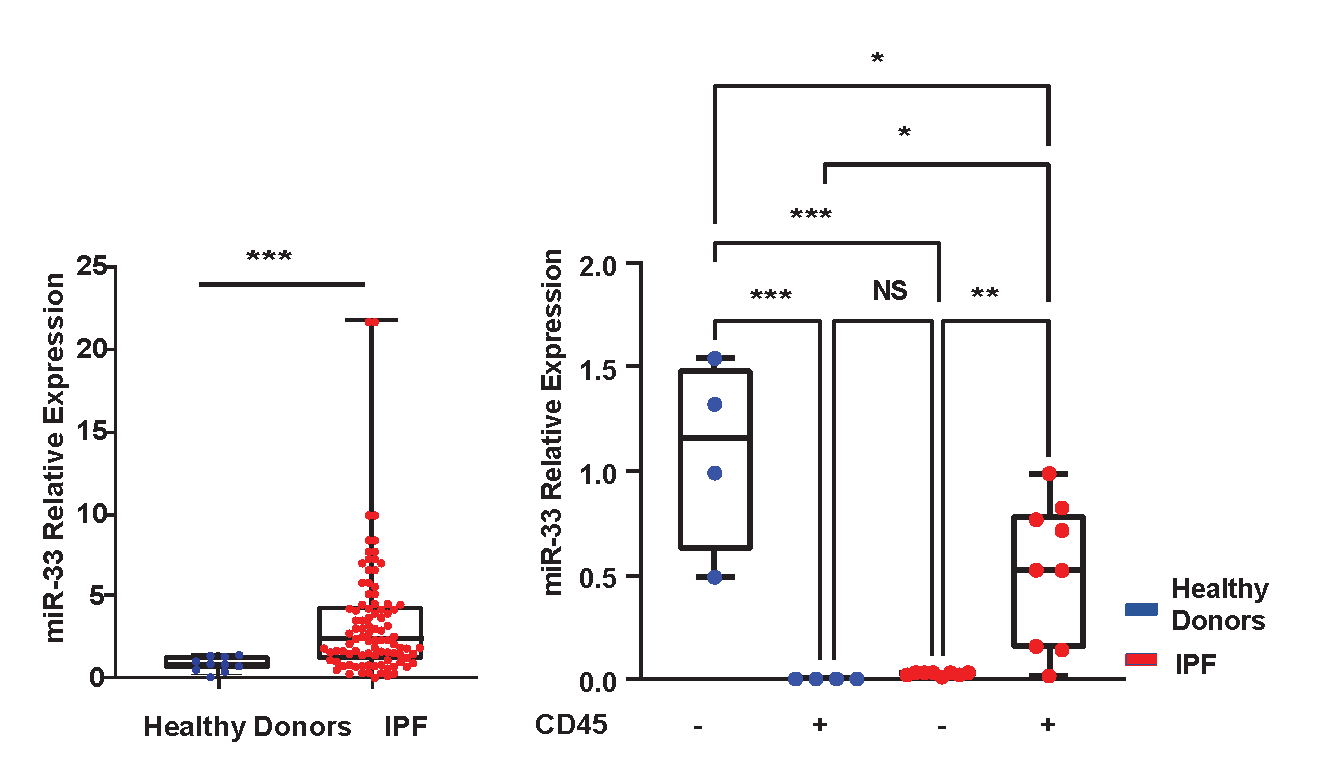 miR-33 Relative Expression
25
20
15
10
5
0
***
Healthy Donors IPF
miR-33 Relative Expression
2.0
1.5
1.0
0.5
0.0
*
*
***
***
NS
**
CD45 - + - +
Healthy
Donors
IPF